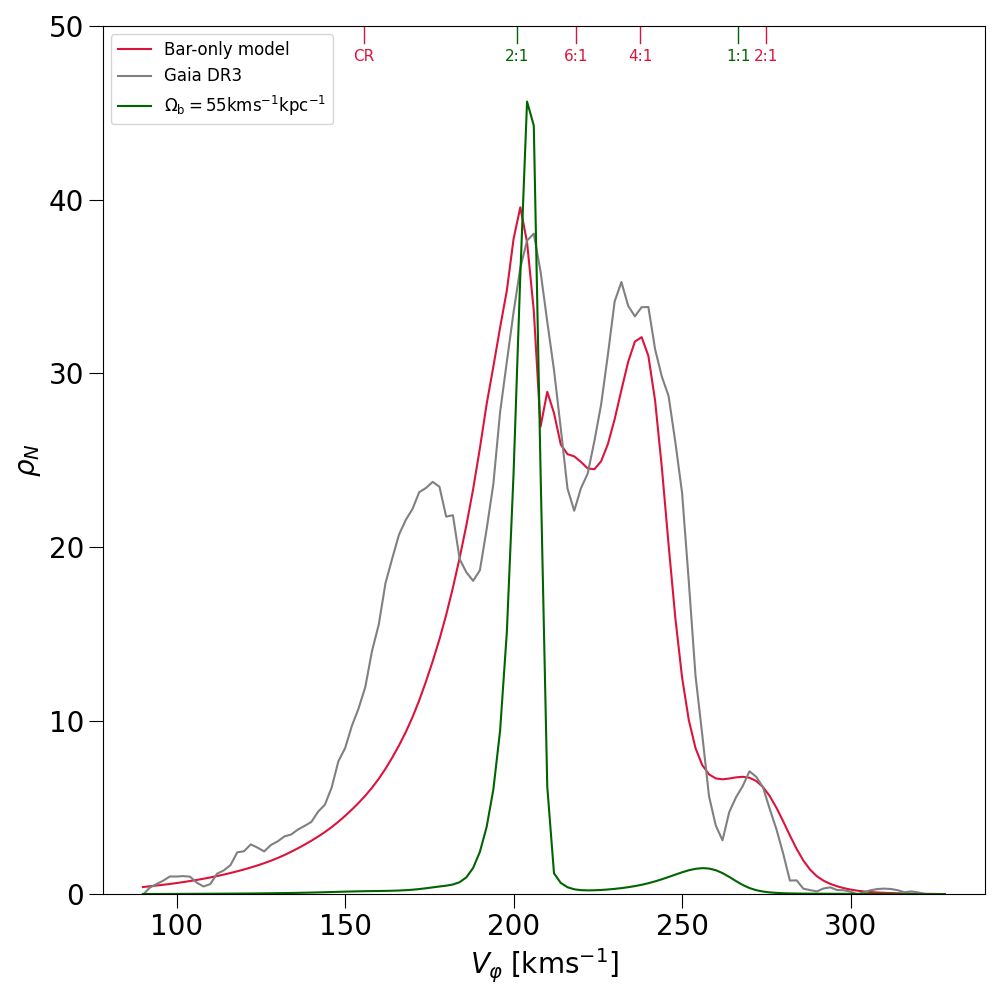 50
40
30
20
10
0
ρ_N
Bar-only model
Gaia DR3
Ω_b = 55kms⁻¹kpc⁻¹
CR 2:1 6:1 4:1 1:1 2:1
100 150 200 250 300
V_φ [kms⁻¹]